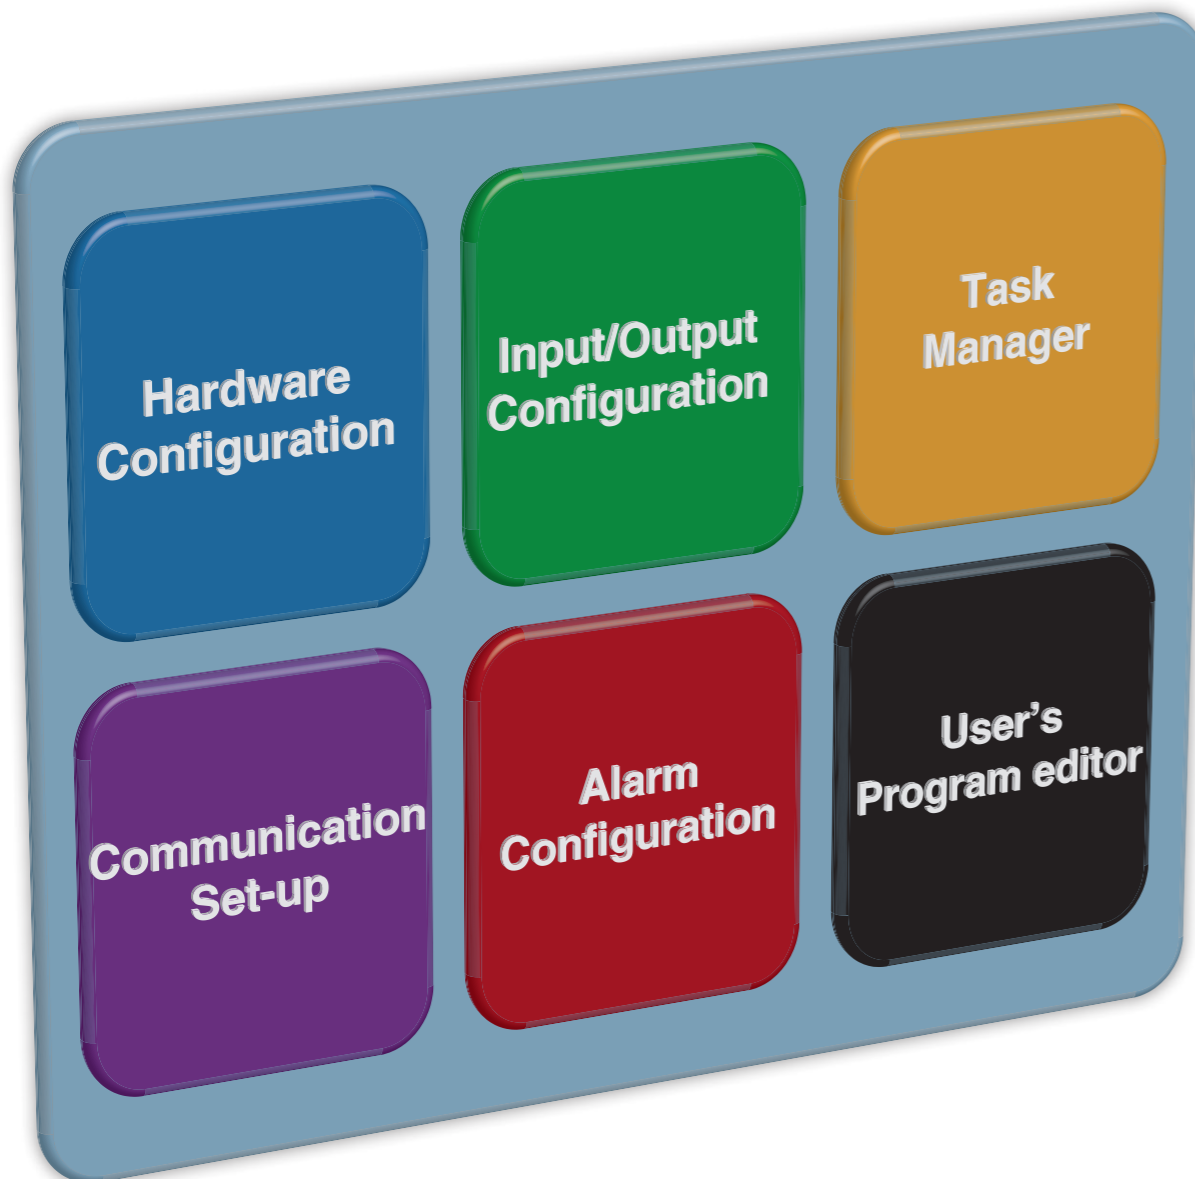 Hardware
Configuration
Input/Output
Configuration
Task
Manager
Communication
Set-up
Alarm
Configuration
User’s
Program editor